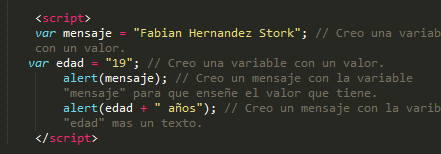 <script>
var mensaje = "Fabian Hernandez Stork"; // Creo una variab
con un valor.
var edad = "19"; // Creo una variable con un valor.
alert(mensaje); // Creo un mensaje con la variable
"mensaje" para que enseñe el valor que tiene.
alert(edad + " años"); // Creo un mensaje con la varib
"edad" mas un texto.
</script>